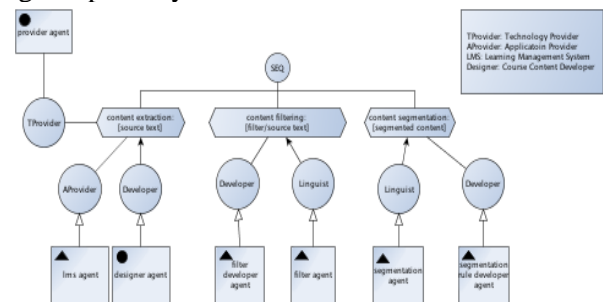 provider agent
TProvider: Technology Provider
AProvider: Applicatoin Provider
LMS: Learning Management System
Designer: Course Content Developer
SEQ
TProvider
content extraction:
[source text]
content filtering:
[filter/source text]
content segmentation:
[segmented content]
AProvider
Developer
Developer
Linguist
Linguist
Developer
lms agent
designer agent
filter
developer
agent
filter agent
segmentation
agent
segmentation
rule developer
agent